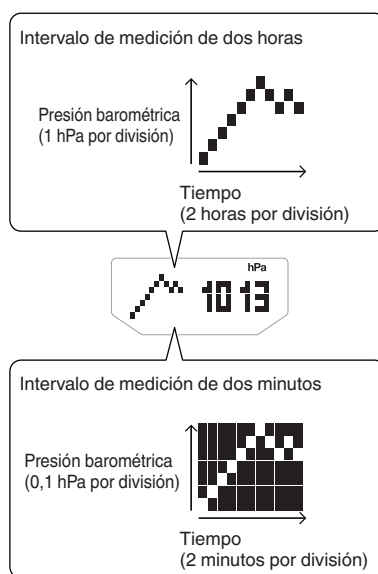 Intervalo de medición de dos horas
Presión barométrica
(1 hPa por división)
Tiempo
(2 horas por división)
hPa
1013
Intervalo de medición de dos minutos
Presión barométrica
(0,1 hPa por división)
Tiempo
(2 minutos por división)